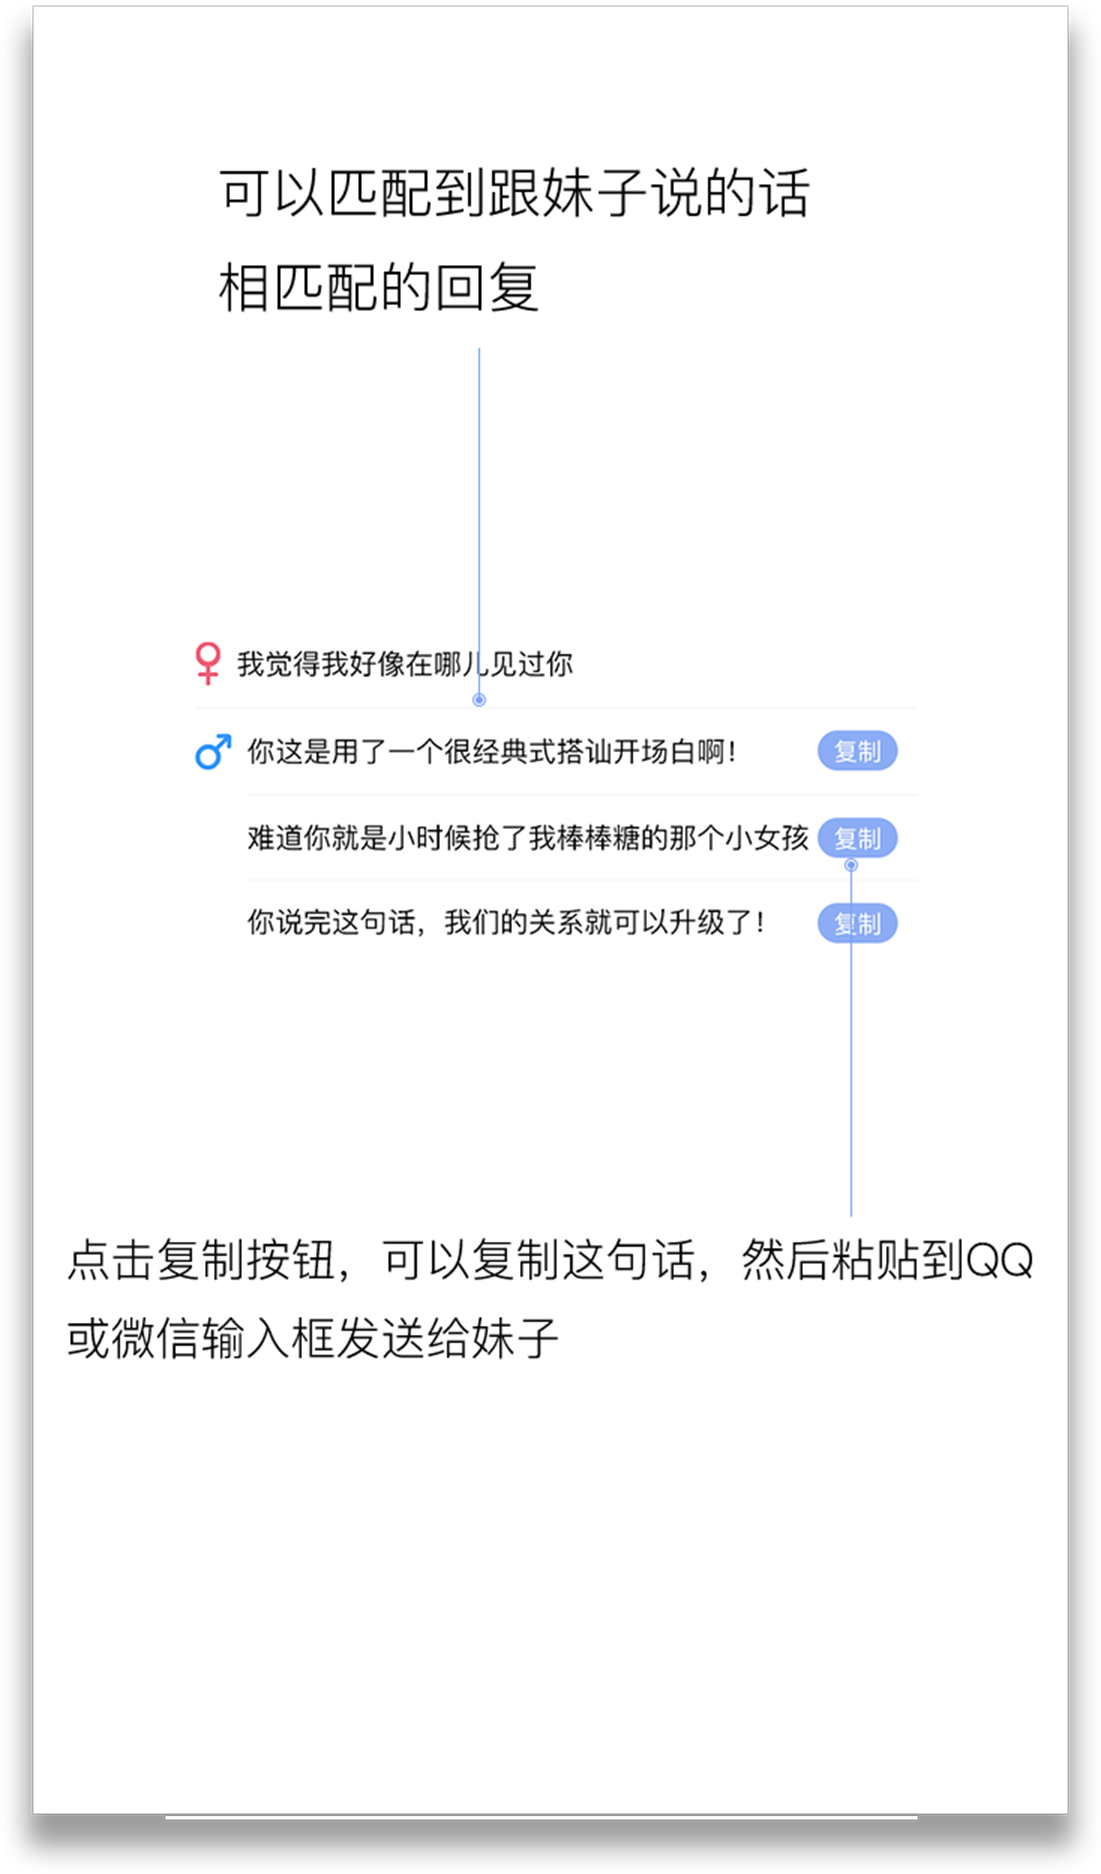 可以匹配到跟妹子说的话
相匹配的回复
我觉得我好像在哪儿见过你
你这是用了一个很经典式搭讪开场白啊！
复制
难道你就是小时候抢了我棒棒糖的那个小女孩
复制
你说完这句话，我们的关系就可以升级了！
复制
点击复制按钮，可以复制这句话，然后粘贴到QQ
或微信输入框发送给妹子